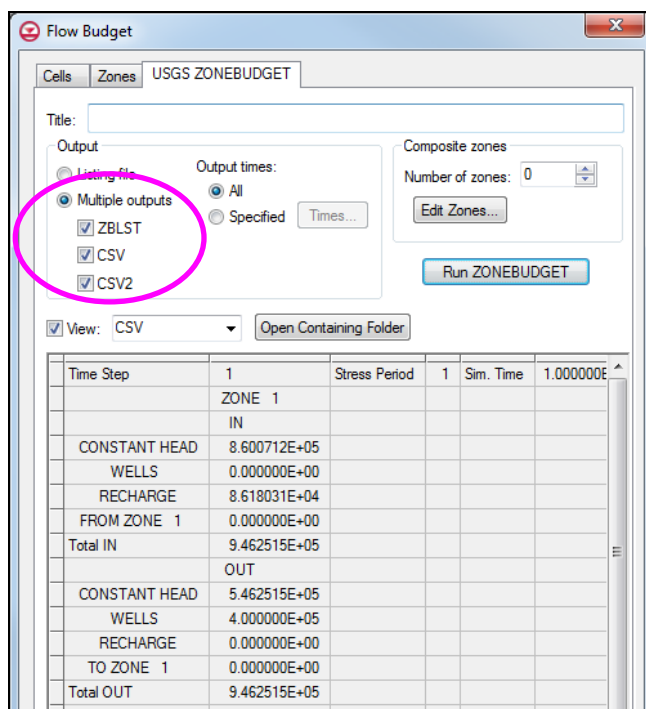 Flow Budget
Cells Zones USGS ZONEBUDGET
Title:
Output
Listing file
Multiple outputs
ZBLST
CSV
CSV2
Output times:
All
Specified Times...
Composite zones
Number of zones: 0
Edit Zones...
Run ZONEBUDGET
View: CSV Open Containing Folder
Time Step 1 Stress Period 1 Sim. Time 1.000000E
ZONE 1
IN
CONSTANT HEAD 8.600712E+05
WELLS 0.000000E+00
RECHARGE 8.618031E+04
FROM ZONE 1 0.000000E+00
Total IN 9.462515E+05
OUT
CONSTANT HEAD 5.462515E+05
WELLS 4.000000E+05
RECHARGE 0.000000E+00
TO ZONE 1 0.000000E+00
Total OUT 9.462515E+05